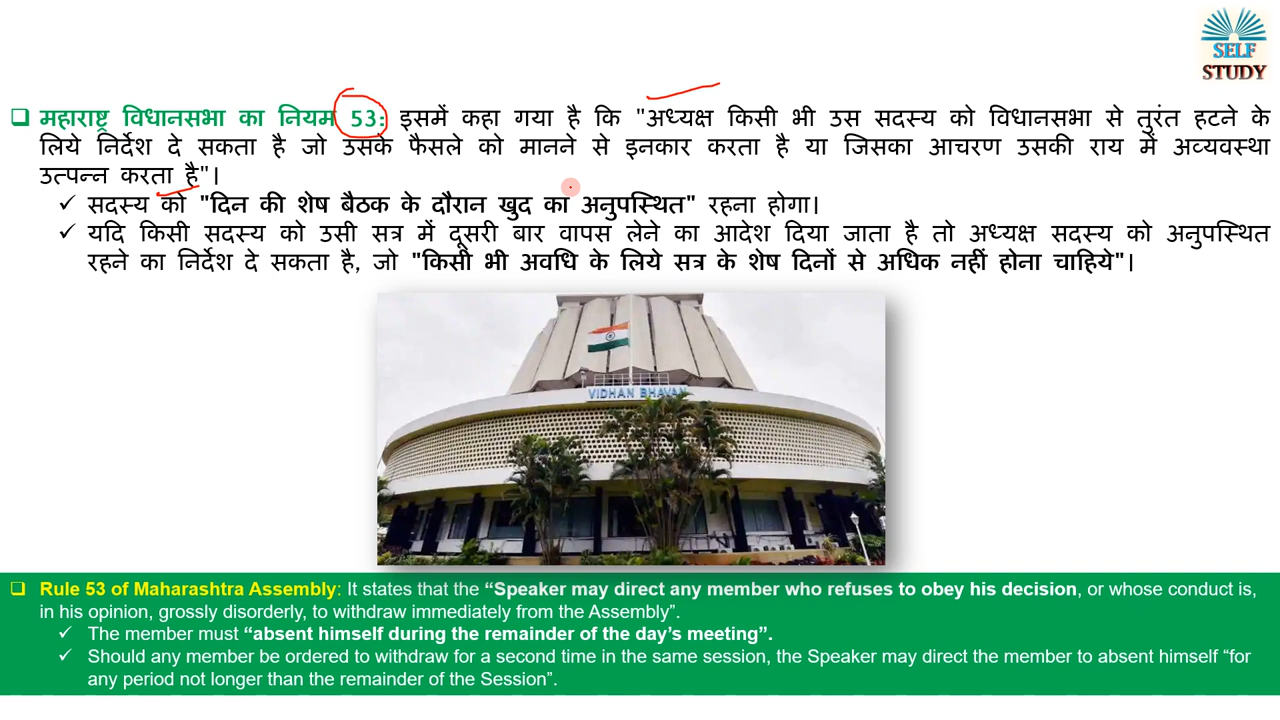 SELF
STUDY
❑ महाराष्ट्र विधानसभा का नियम 53: इसमें कहा गया है कि "अध्यक्ष किसी भी उस सदस्य को विधानसभा से तुरंत हटने के
लिये निर्देश दे सकता है जो उसके फैसले को मानने से इनकार करता है या जिसका आचरण उसकी राय में अव्यवस्था
उत्पन्न करता है"।
✓ सदस्य को "दिन की शेष बैठक के दौरान खुद का अनुपस्थित" रहना होगा।
✓ यदि किसी सदस्य को उसी सत्र में दूसरी बार वापस लेने का आदेश दिया जाता है तो अध्यक्ष सदस्य को अनुपस्थित
रहने का निर्देश दे सकता है, जो "किसी भी अवधि के लिये सत्र के शेष दिनों से अधिक नहीं होना चाहिये"।
VIDHAN BHAVAN
❑ Rule 53 of Maharashtra Assembly: It states that the “Speaker may direct any member who refuses to obey his decision, or whose conduct is,
in his opinion, grossly disorderly, to withdraw immediately from the Assembly”.
✓ The member must “absent himself during the remainder of the day’s meeting”.
✓ Should any member be ordered to withdraw for a second time in the same session, the Speaker may direct the member to absent himself “for
any period not longer than the remainder of the Session”.